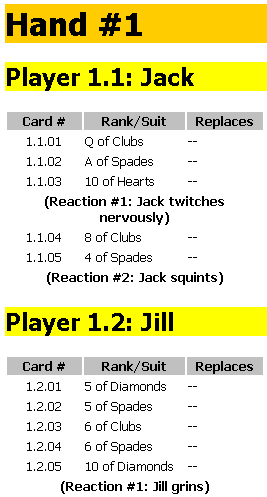 Hand #1
Player 1.1: Jack
Card # Rank/Suit Replaces
1.1.01 Q of Clubs --
1.1.02 A of Spades --
1.1.03 10 of Hearts --
(Reaction #1: Jack twitches
nervously)
1.1.04 8 of Clubs --
1.1.05 4 of Spades --
(Reaction #2: Jack squints)
Player 1.2: Jill
Card # Rank/Suit Replaces
1.2.01 5 of Diamonds --
1.2.02 5 of Spades --
1.2.03 6 of Clubs --
1.2.04 6 of Spades --
1.2.05 10 of Diamonds --
(Reaction #1: Jill grins)